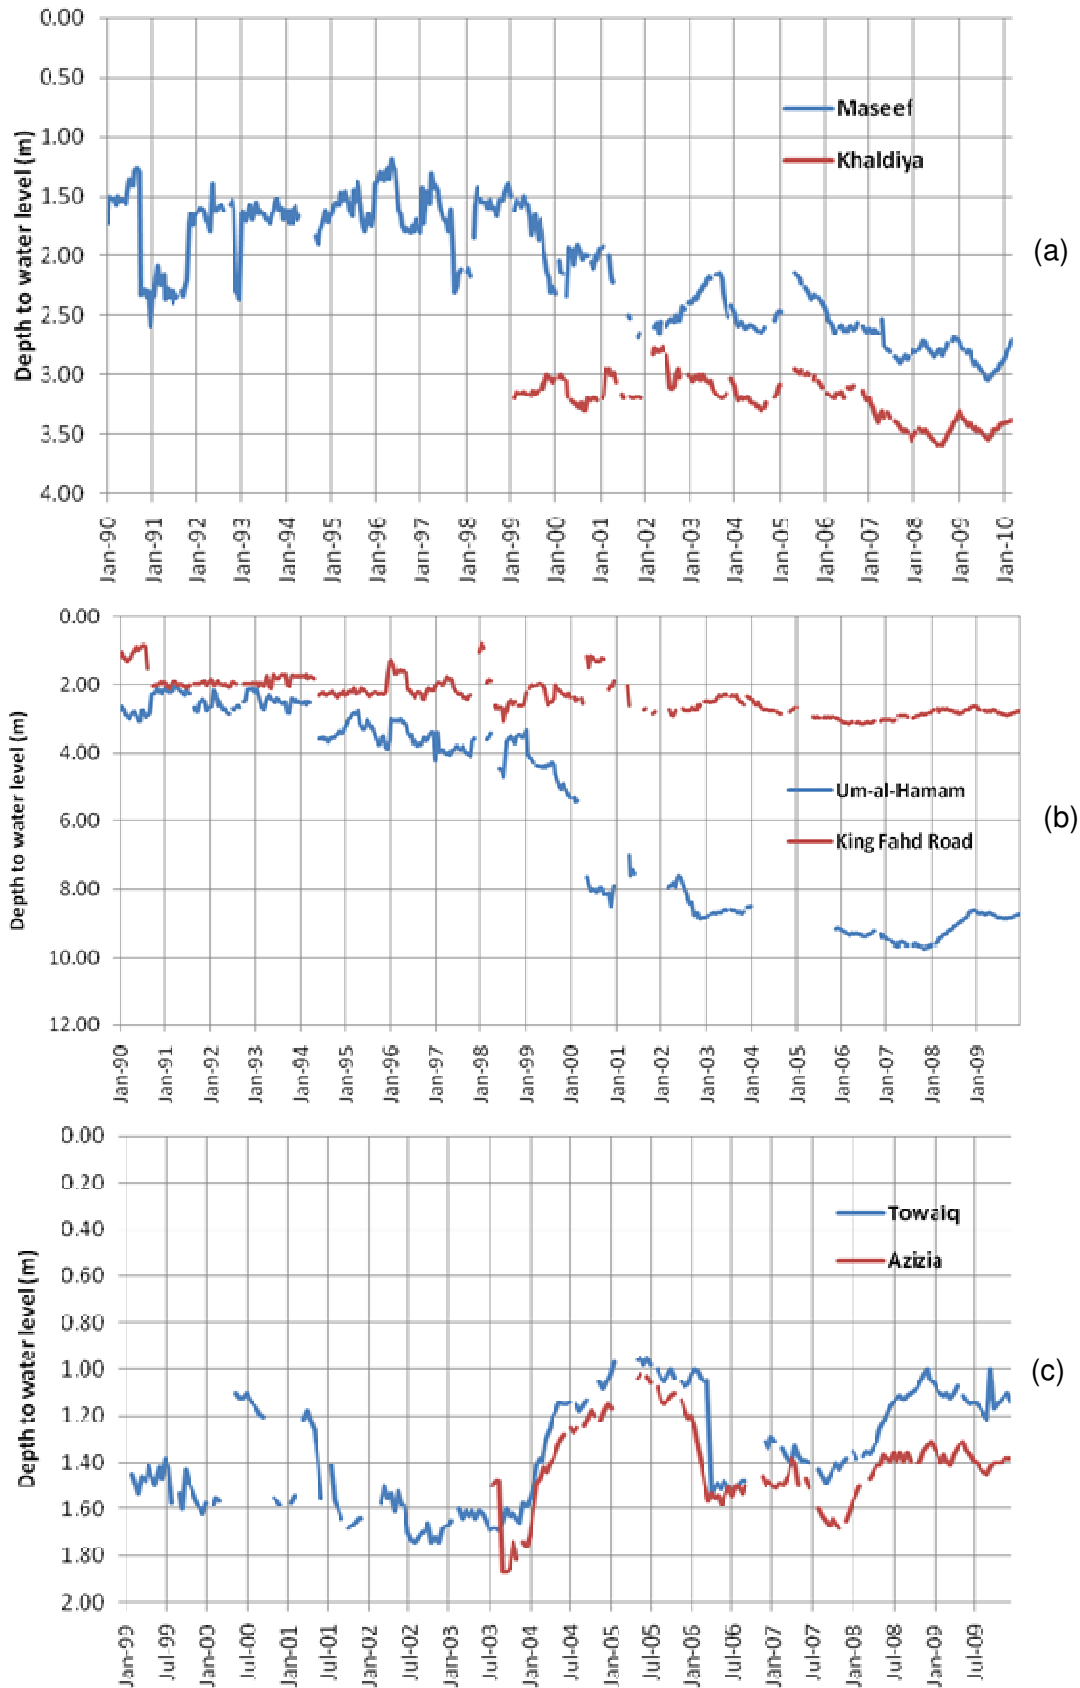 0.00
0.50
1.00
1.50
2.00
2.50
3.00
3.50
4.00
Depth to water level (m)
Maseef
Khaldiya
(a)
Jan-90 Jan-91 Jan-92 Jan-93 Jan-94 Jan-95 Jan-96 Jan-97 Jan-98 Jan-99 Jan-00 Jan-01 Jan-02 Jan-03 Jan-04 Jan-05 Jan-06 Jan-07 Jan-08 Jan-09 Jan-10
0.00
2.00
4.00
6.00
8.00
10.00
12.00
Depth to water level (m)
Um-al-Hamam
King Fahd Road
(b)
Jan-90 Jan-91 Jan-92 Jan-93 Jan-94 Jan-95 Jan-96 Jan-97 Jan-98 Jan-99 Jan-00 Jan-01 Jan-02 Jan-03 Jan-04 Jan-05 Jan-06 Jan-07 Jan-08 Jan-09
0.00
0.20
0.40
0.60
0.80
1.00
1.20
1.40
1.60
1.80
2.00
Depth to water level (m)
Towaiq
Azizia
(c)
Jan-99 Jul-99 Jan-00 Jul-00 Jan-01 Jul-01 Jan-02 Jul-02 Jan-03 Jul-03 Jan-04 Jul-04 Jan-05 Jul-05 Jan-06 Jul-06 Jan-07 Jul-07 Jan-08 Jul-08 Jan-09 Jul-09